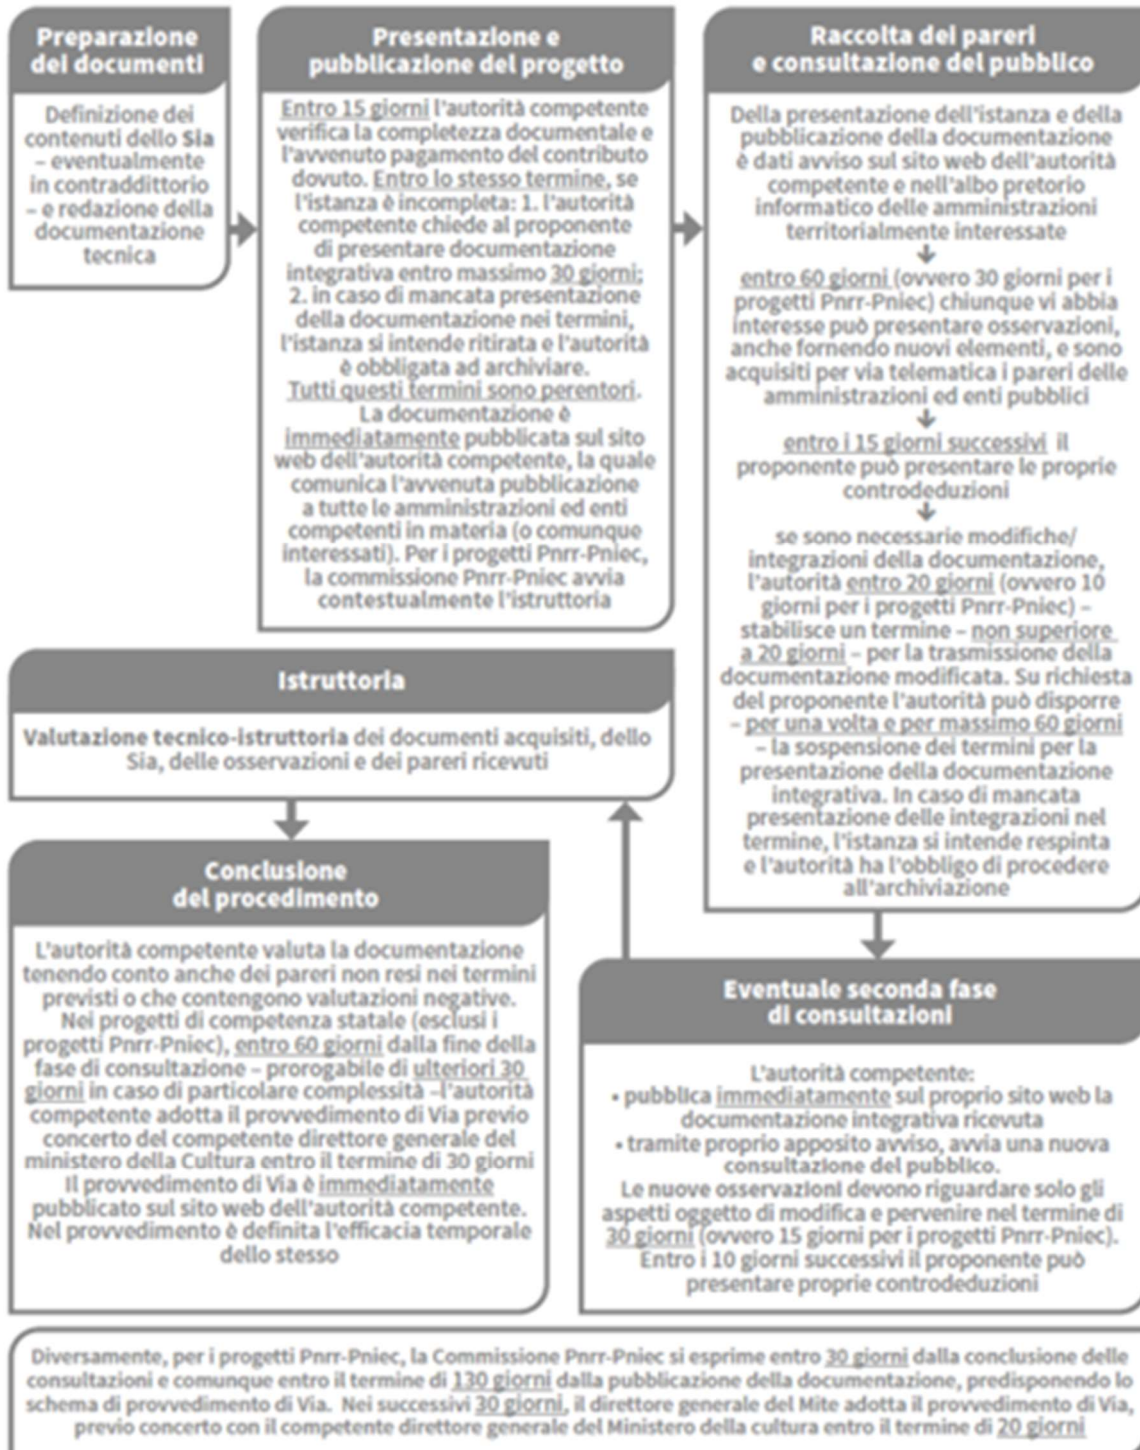 Preparazione
dei documenti
Definizione dei
contenuti dello Sia
– eventualmente
in contraddittorio
– e redazione della
documentazione
tecnica
Presentazione e
pubblicazione del progetto
Entro 15 giorni l'autorità competente
verifica la completezza documentale e
l'avvenuto pagamento del contributo
dovuto. Entro lo stesso termine, se
l'istanza è incompleta: 1. l'autorità
competente chiede al proponente
di presentare documentazione
integrativa entro massimo 30 giorni;
2. in caso di mancata presentazione
della documentazione nei termini,
l'istanza si intende ritirata e l'autorità
è obbligata ad archiviare.
Tutti questi termini sono perentori.
La documentazione è
immediatamente pubblicata sul sito
web dell'autorità competente, la quale
comunica l'avvenuta pubblicazione
a tutte le amministrazioni ed enti
competenti in materia (o comunque
interessati). Per i progetti Pnrr-Pniec,
la commissione Pnrr-Pniec avvia
contestualmente l'istruttoria
Raccolta dei pareri
e consultazione del pubblico
Della presentazione dell'istanza e della
pubblicazione della documentazione
è dati avviso sul sito web dell'autorità
competente e nell'albo pretorio
informatico delle amministrazioni
territorialmente interessate
entro 60 giorni (ovvero 30 giorni per i
progetti Pnrr-Pniec) chiunque vi abbia
interesse può presentare osservazioni,
anche fornendo nuovi elementi, e sono
acquisiti per via telematica i pareri delle
amministrazioni ed enti pubblici
entro i 15 giorni successivi il
proponente può presentare le proprie
controdeduzioni
se sono necessarie modifiche/
integrazioni della documentazione,
l'autorità entro 20 giorni (ovvero 10
giorni per i progetti Pnrr-Pniec) –
stabilisce un termine – non superiore
a 20 giorni – per la trasmissione della
documentazione modificata. Su richiesta
del proponente l'autorità può disporre
– per una volta e per massimo 60 giorni
– la sospensione dei termini per la
presentazione della documentazione
integrativa. In caso di mancata
presentazione delle integrazioni nel
termine, l'istanza si intende respinta
e l'autorità ha l'obbligo di procedere
all'archiviazione
Eventuale seconda fase
di consultazioni
L'autorità competente:
• pubblica immediatamente sul proprio sito web la
documentazione integrativa ricevuta
• tramite proprio apposito avviso, avvia una nuova
consultazione del pubblico.
Le nuove osservazioni devono riguardare solo gli
aspetti oggetto di modifica e pervenire nel termine di
30 giorni (ovvero 15 giorni per i progetti Pnrr-Pniec).
Entro i 10 giorni successivi il proponente può
presentare proprie controdeduzioni
Istruttoria
Valutazione tecnico-istruttoria dei documenti acquisiti, dello
Sia, delle osservazioni e dei pareri ricevuti
Conclusione
del procedimento
L'autorità competente valuta la documentazione
tenendo conto anche dei pareri non resi nei termini
previsti o che contengono valutazioni negative.
Nei progetti di competenza statale (esclusi i
progetti Pnrr-Pniec), entro 60 giorni dalla fine della
fase di consultazione – prorogabile di ulteriori 30
giorni in caso di particolare complessità –l'autorità
competente adotta il provvedimento di Via previo
concerto del competente direttore generale del
ministero della Cultura entro il termine di 30 giorni
Il provvedimento di Via è immediatamente
pubblicato sul sito web dell'autorità competente.
Nel provvedimento è definita l'efficacia temporale
dello stesso
Diversamente, per i progetti Pnrr-Pniec, la Commissione Pnrr-Pniec si esprime entro 30 giorni dalla conclusione delle
consultazioni e comunque entro il termine di 130 giorni dalla pubblicazione della documentazione, predisponendo lo
schema di provvedimento di Via. Nei successivi 30 giorni, il direttore generale del Mite adotta il provvedimento di Via,
previo concerto con il competente direttore generale del Ministero della cultura entro il termine di 20 giorni